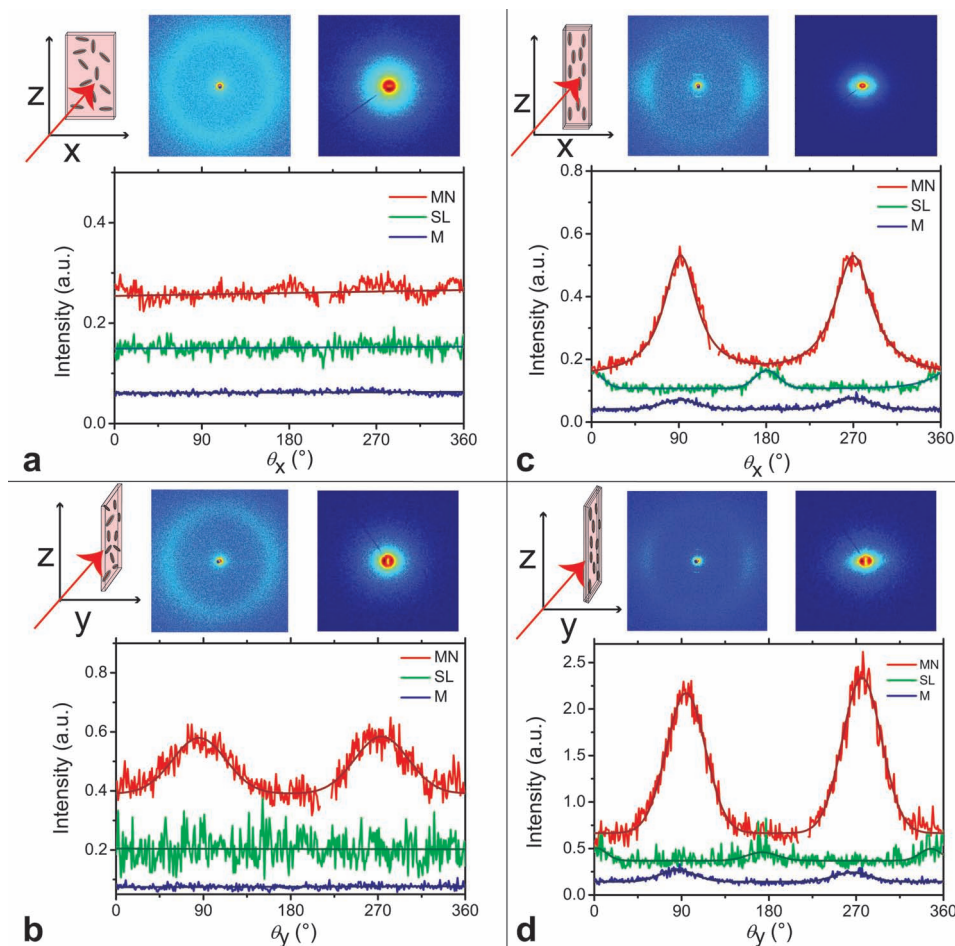 Z
X
MN
SL
M
Intensity (a.u.)
0.4
0.2
0.0
0 90 180 270 360
θx (°)
a
Z
X
MN
SL
M
Intensity (a.u.)
0.8
0.6
0.4
0.2
0.0
0 90 180 270 360
θx (°)
c
Z
y
MN
SL
M
Intensity (a.u.)
0.8
0.6
0.4
0.2
0 90 180 270 360
θy (°)
b
Z
y
MN
SL
M
Intensity (a.u.)
2.5
2.0
1.5
1.0
0.5
0.0
0 90 180 270 360
θy (°)
d